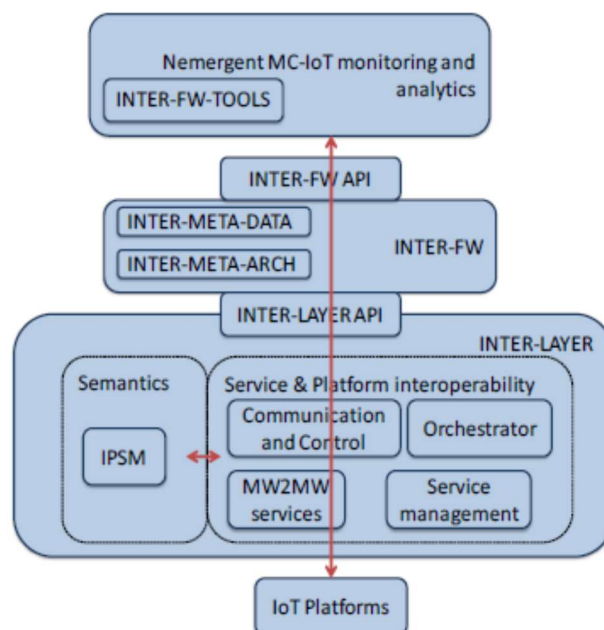 Nemergent MC-IoT monitoring and
analytics
INTER-FW-TOOLS
INTER-FW API
INTER-META-DATA
INTER-FW
INTER-META-ARCH
INTER-LAYER API
INTER-LAYER
Semantics
Service & Platform interoperability
Communication
and Control
Orchestrator
IPSM
MW2MW
services
Service
management
IoT Platforms